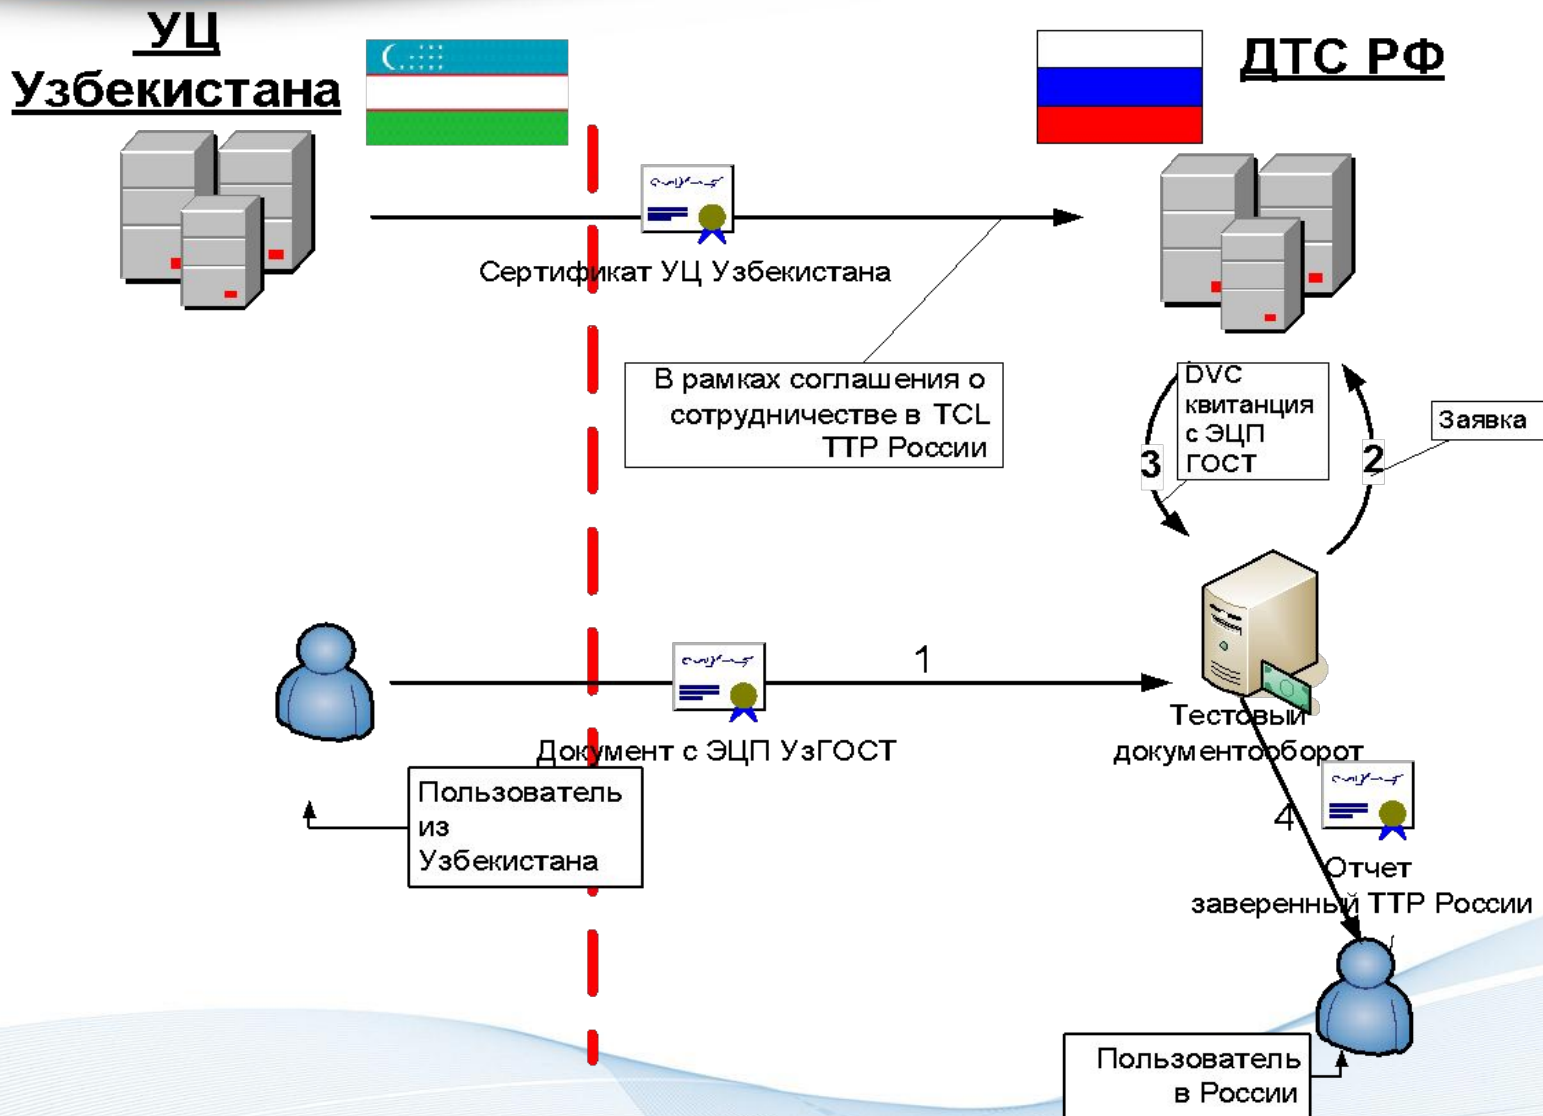 УЦ
Узбекистана
ДТС РФ
Сертификат УЦ Узбекистана
В рамках соглашения о
сотрудничестве в TCL
ТТР России
DVC
квитанция
с ЭЦП
ГОСТ
Заявка
3
2
1
Документ с ЭЦП УзГОСТ
Тестовый
документооборот
Пользователь
из
Узбекистана
4
Отчет
заверенный ТТР России
Пользователь
в России